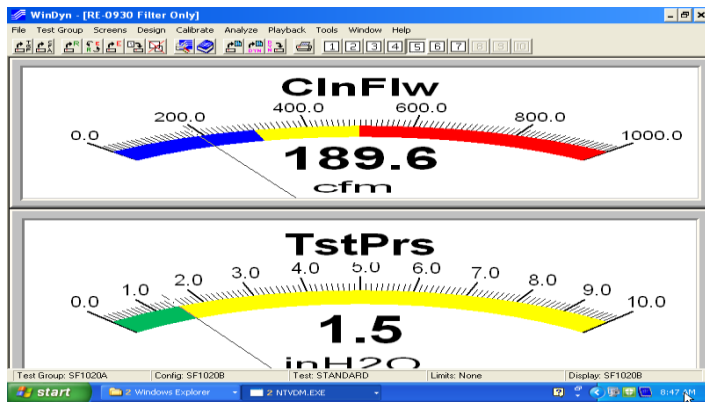 WinDyn - [RE-0930 Filter Only]
File Test Group Screens Design Calibrate Analyze Playback Tools Window Help
1 2 3 4 5 6 7 8 9 10
ClnFlw
0.0 200.0 400.0 600.0 800.0 1000.0
189.6
cfm
TstPrs
0.0 1.0 2.0 3.0 4.0 5.0 6.0 7.0 8.0 9.0 10.0
1.5
inH2O
Test Group: SF1020A Config: SF1020B Test: STANDARD Limits: None Display: SF1020B
start 2 Windows Explorer 2 NTVDM.EXE 8:47 AM